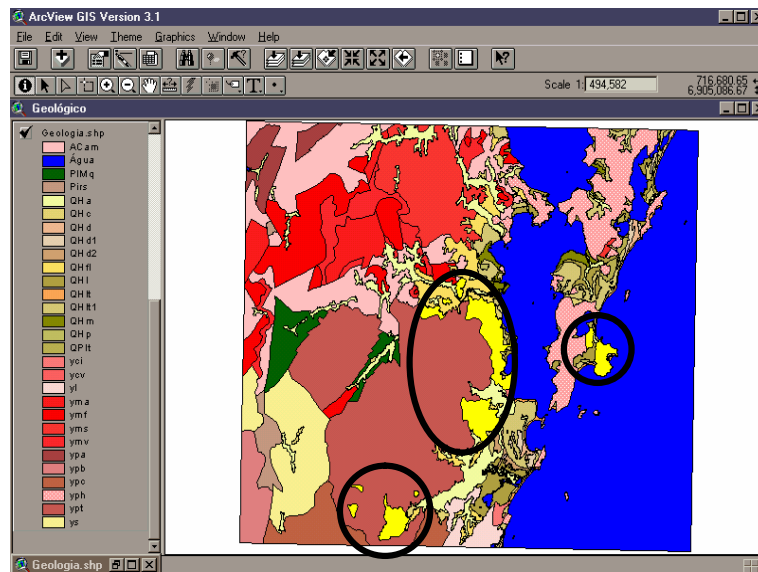 ArcView GIS Version 3.1
File Edit View Theme Graphics Window Help
Scale 1: 494,582
716,680.65
6,905,086.67
Geológico
Geologia.shp
ACam
Água
PIMq
Pirs
QHa
QHc
QHd
QHd1
QHd2
QHfl
QHl
QHlt
QHlt1
QHm
QHp
QPlt
yci
ycv
yl
yma
ymf
yms
ymv
ypa
ypb
ypc
yph
ypt
ys
Geologia.shp